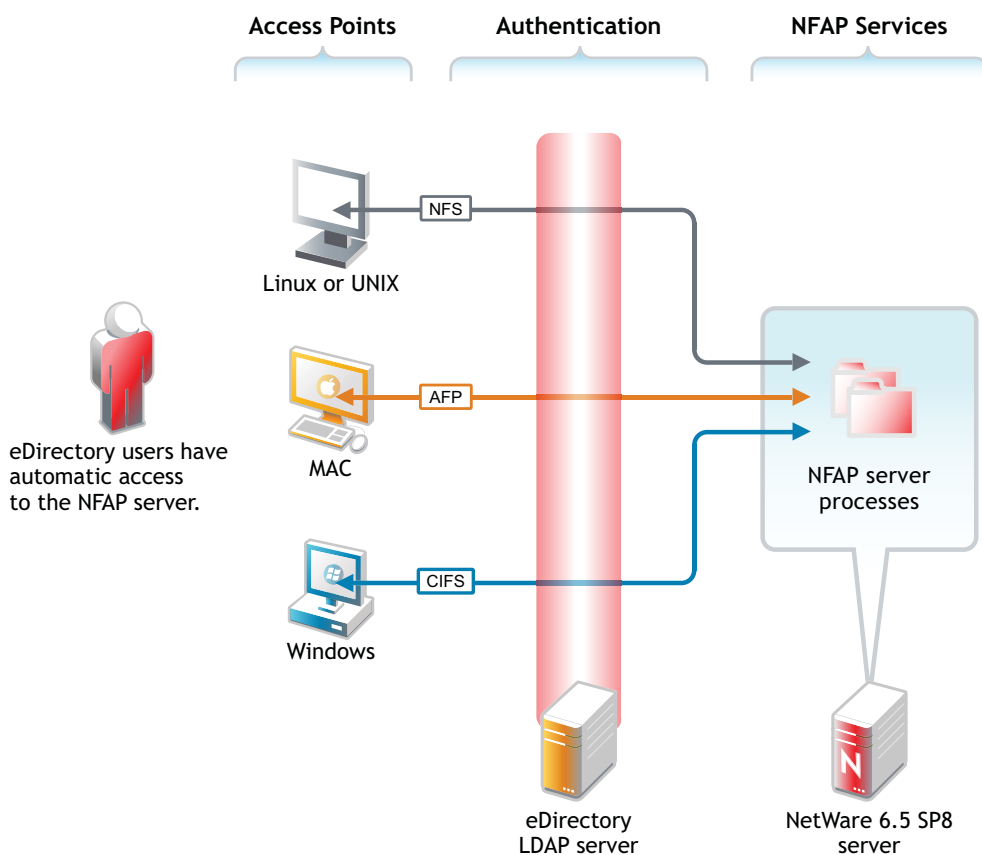 Access Points
Authentication
NFAP Services
NFS
Linux or UNIX
eDirectory users have
automatic access
to the NFAP server.
AFP
MAC
NFAP server
processes
CIFS
Windows
eDirectory
LDAP server
N
NetWare 6.5 SP8
server